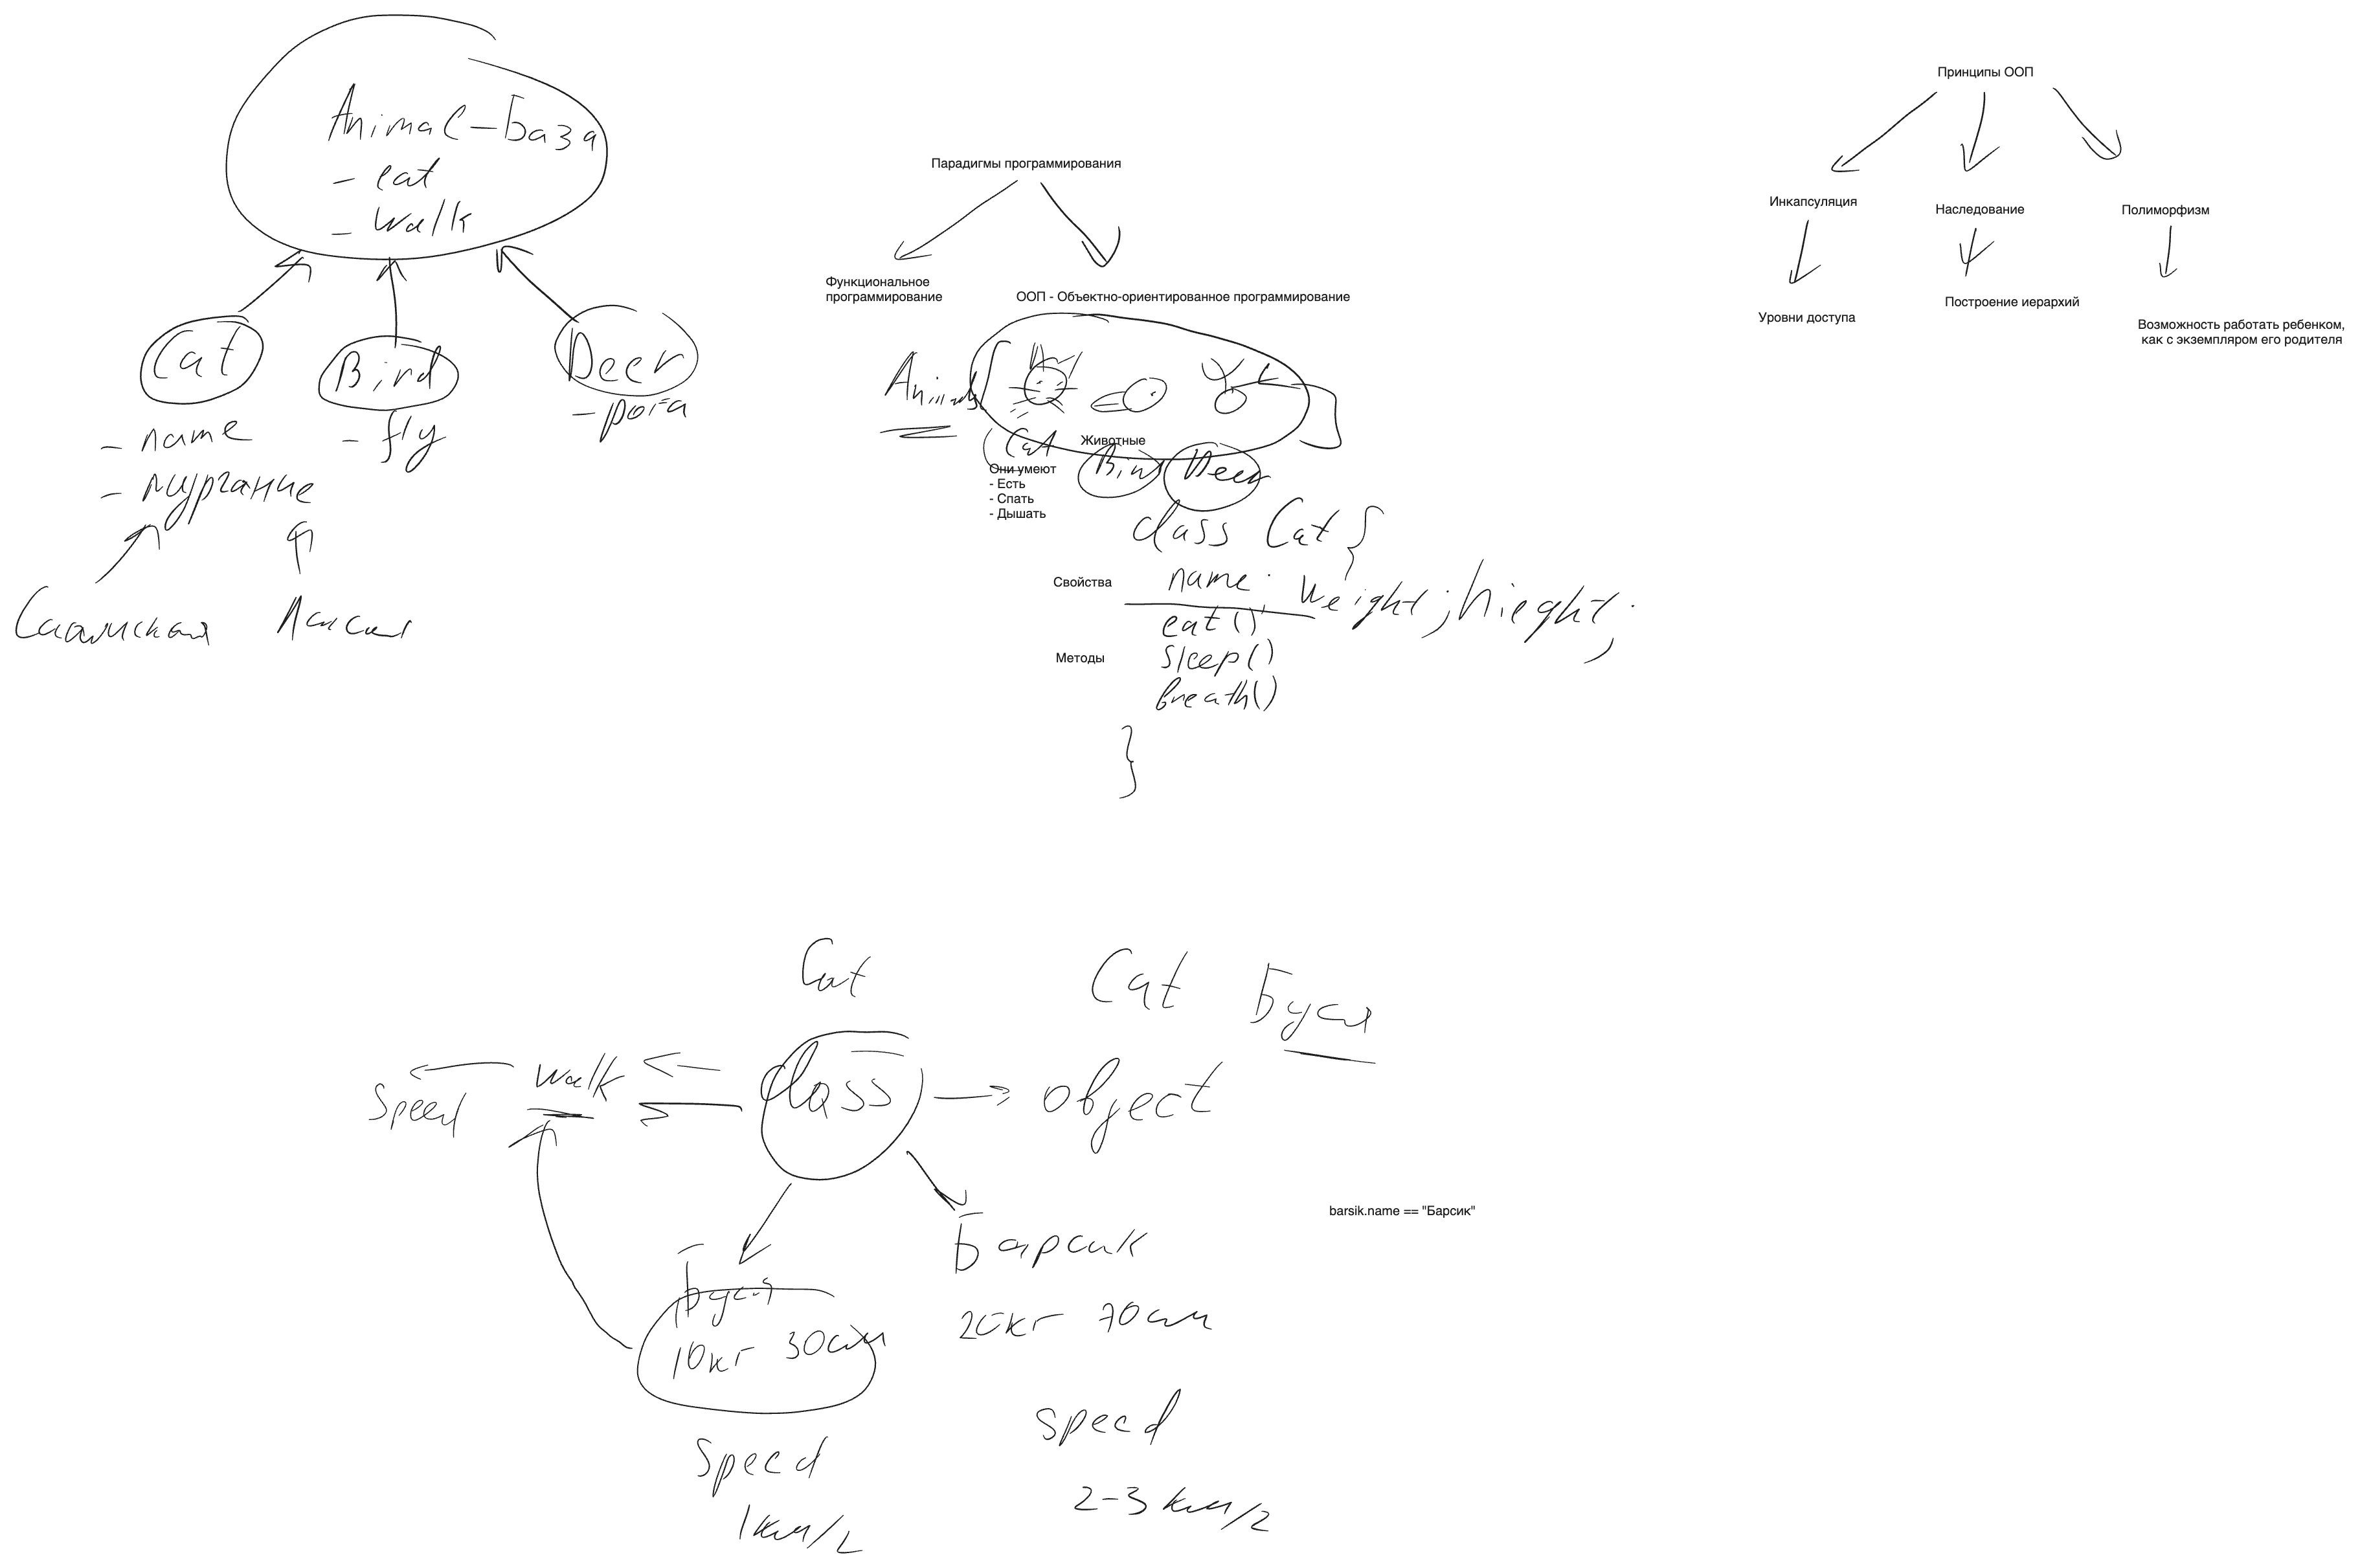 Animal - База
- eat
- walk
Cat
Bird
Deer
- name
- fly
- рога
- мурчание
Сиамская
Парадигмы программирования
Функциональное
программирование
ООП - Объектно-ориентированное программирование
Animals
Cat
Животные
Bird
Deer
Они умеют
- Есть
- Спать
- Дышать
class Cat {
Свойства
name; weight; hieght;
eat()
Методы
sleep()
breath()
}
Принципы ООП
Инкапсуляция
Наследование
Полиморфизм
Уровни доступа
Построение иерархий
Возможность работать ребенком,
как с экземпляром его родителя
Cat
Cat Буся
speed
walk
class
object
barsik.name == "Барсик"
Буся
10кг 30см
speed
1км/ч
Барсик
20кг 70см
speed
2-3 км/ч